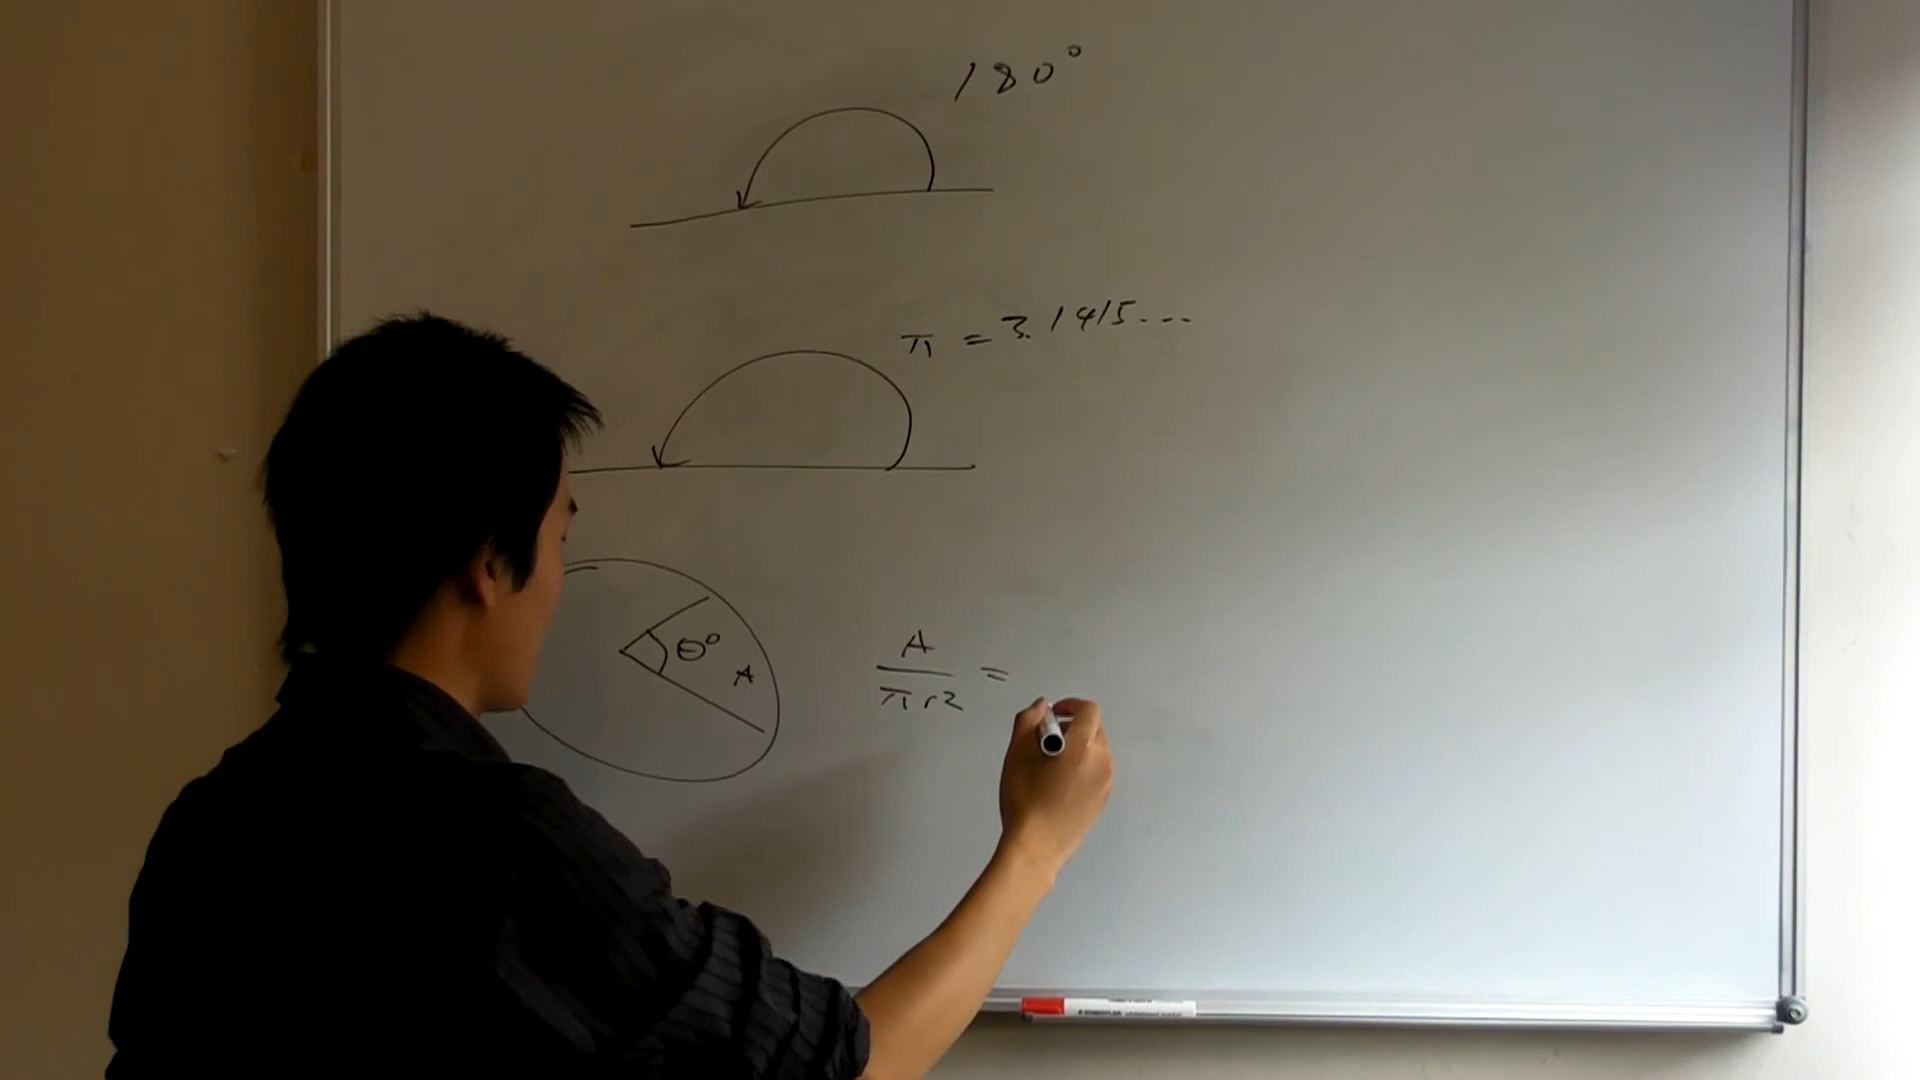 180°
π = 3.1415...
θ° A
A
πr2
=